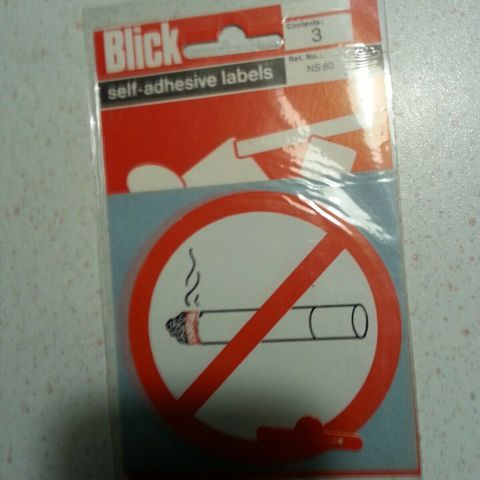 Blick
Contents:
3
self-adhesive labels
Ref. No.:
NS 80